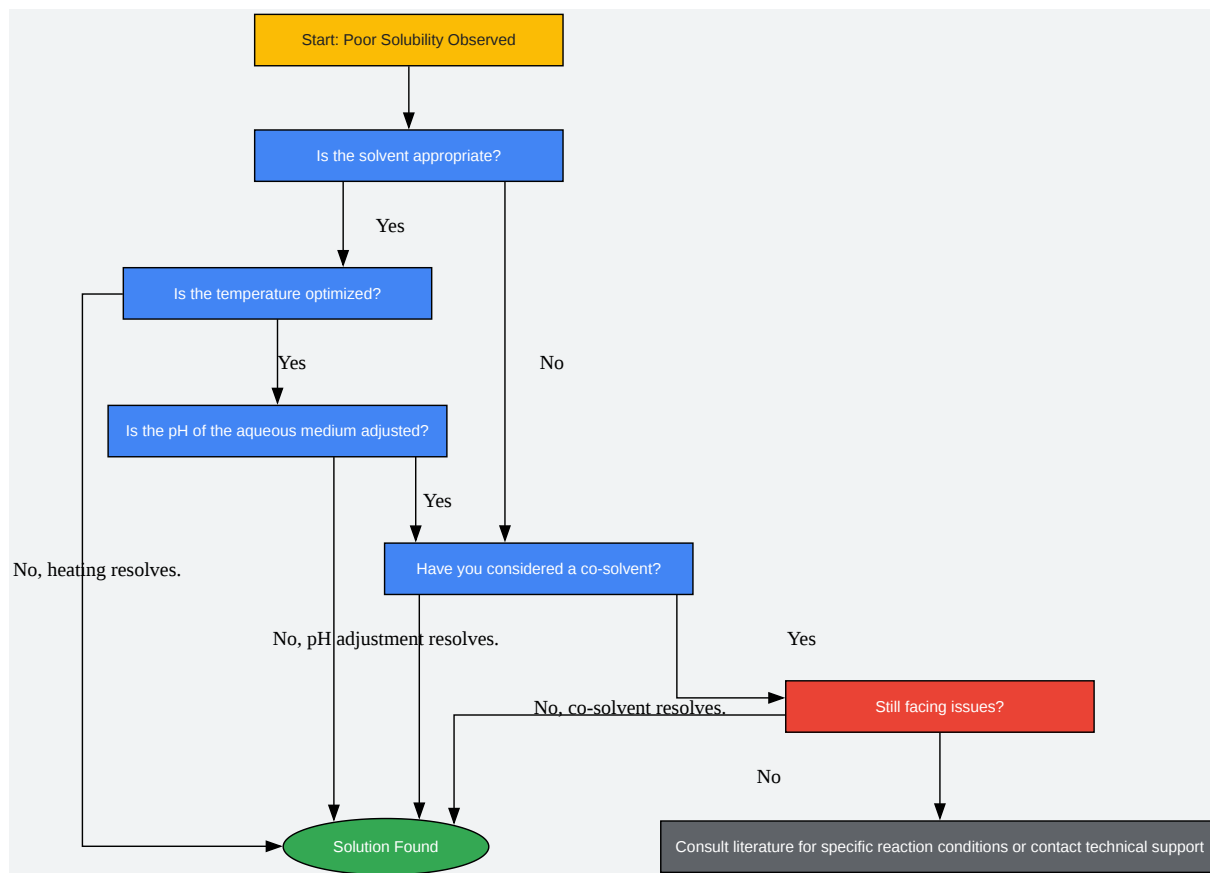 Start: Poor Solubility Observed
Is the solvent appropriate?
Yes
Is the temperature optimized?
Yes
No
Is the pH of the aqueous medium adjusted?
Yes
No, heating resolves.
Have you considered a co-solvent?
No, pH adjustment resolves.
Yes
No, co-solvent resolves.
Still facing issues?
No
Solution Found
Consult literature for specific reaction conditions or contact technical support